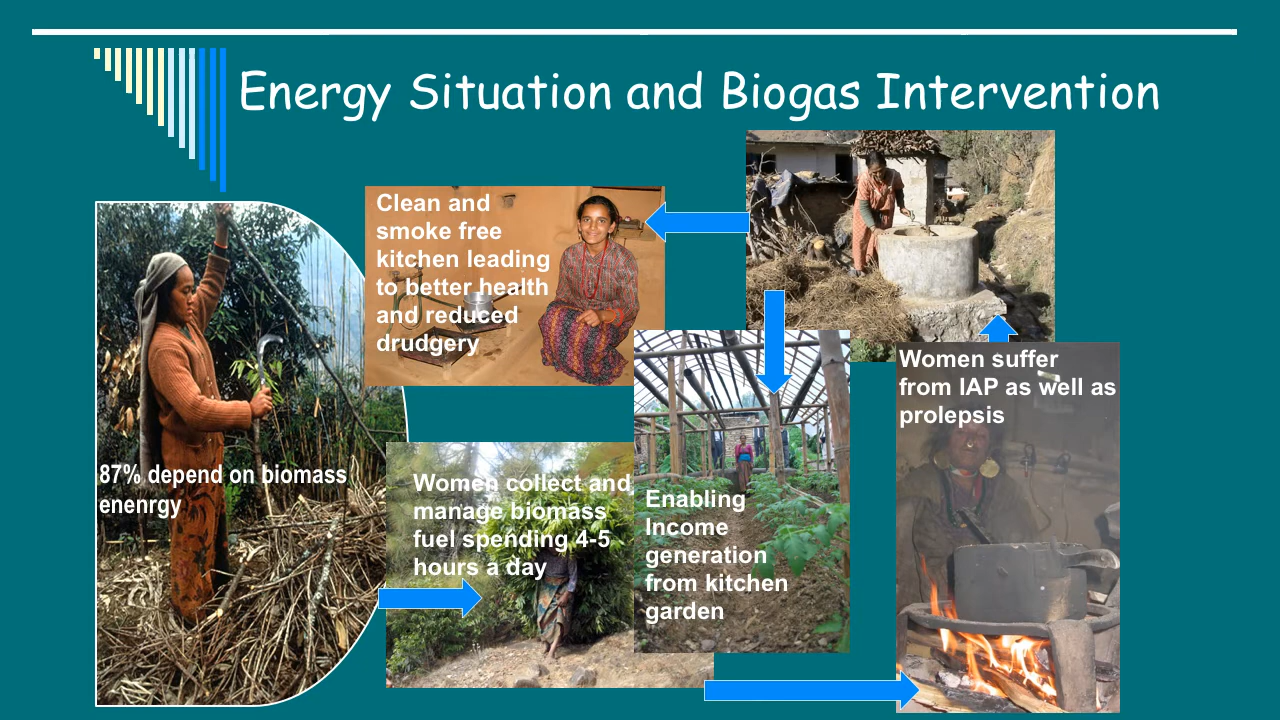 Energy Situation and Biogas Intervention
Clean and
smoke free
kitchen leading
to better health
and reduced
drudgery
Women suffer
from IAP as well as
prolepsis
87% depend on biomass
enenrgy
Women collect and
manage biomass
fuel spending 4-5
hours a day
Enabling
Income
generation
from kitchen
garden